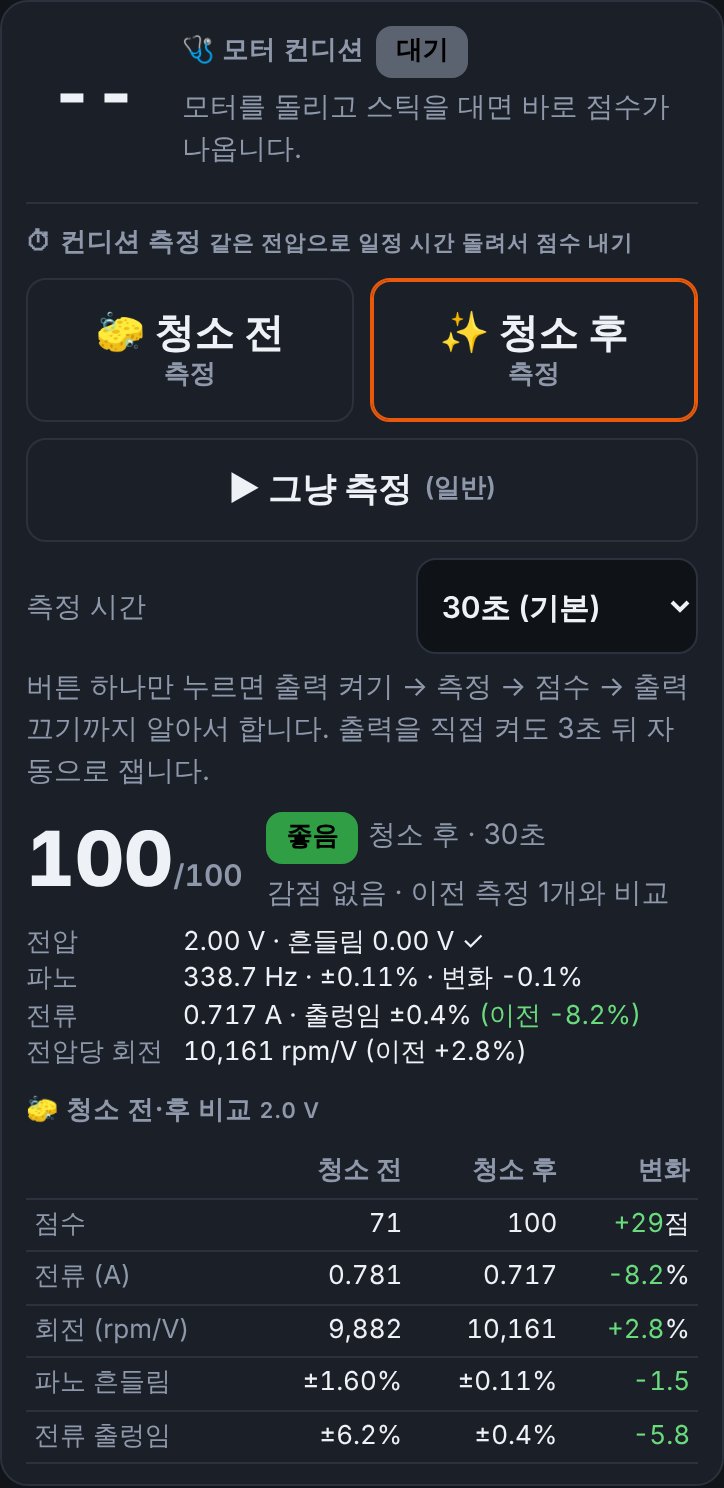 🩺 모터 컨디션 대기
--
모터를 돌리고 스틱을 대면 바로 점수가
나옵니다.
⏱ 컨디션 측정 같은 전압으로 일정 시간 돌려서 점수 내기
🧽 청소 전
측정
✨ 청소 후
측정
▶ 그냥 측정 (일반)
측정 시간 30초 (기본)
버튼 하나만 누르면 출력 켜기 → 측정 → 점수 → 출력
끄기까지 알아서 합니다. 출력을 직접 켜도 3초 뒤 자
동으로 잽니다.
100/100 좋음 청소 후 · 30초
감점 없음 · 이전 측정 1개와 비교
전압 2.00 V · 흔들림 0.00 V ✓
파노 338.7 Hz · ±0.11% · 변화 -0.1%
전류 0.717 A · 출렁임 ±0.4% (이전 -8.2%)
전압당 회전 10,161 rpm/V (이전 +2.8%)
🧽 청소 전·후 비교 2.0 V
청소 전 청소 후 변화
점수 71 100 +29점
전류 (A) 0.781 0.717 -8.2%
회전 (rpm/V) 9,882 10,161 +2.8%
파노 흔들림 ±1.60% ±0.11% -1.5
전류 출렁임 ±6.2% ±0.4% -5.8